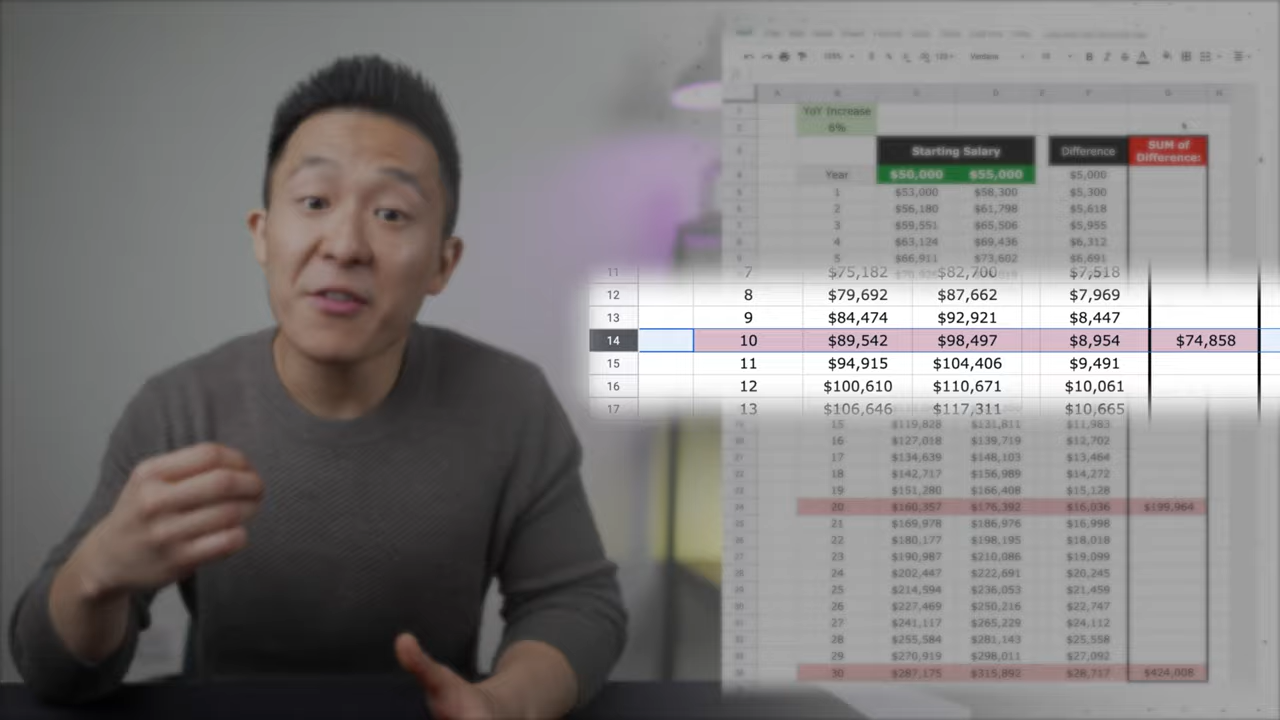 YoY Increase
6%
Starting Salary Difference SUM of Difference:
Year $50,000 $55,000 $5,000
1 $53,000 $58,300 $5,300
2 $56,180 $61,798 $5,618
3 $59,551 $65,506 $5,955
4 $63,124 $69,436 $6,312
5 $66,911 $73,602 $6,691
11 7 $75,182 $82,700 $7,518
12 8 $79,692 $87,662 $7,969
13 9 $84,474 $92,921 $8,447
14 10 $89,542 $98,497 $8,954 $74,858
15 11 $94,915 $104,406 $9,491
16 12 $100,610 $110,671 $10,061
17 13 $106,646 $117,311 $10,665
15 $119,828 $131,811 $11,983
16 $127,018 $139,719 $12,702
17 $134,639 $148,103 $13,464
18 $142,717 $156,989 $14,272
19 $151,280 $166,408 $15,128
20 $160,357 $176,392 $16,036 $199,964
21 $169,978 $186,976 $16,998
22 $180,177 $198,195 $18,018
23 $190,987 $210,086 $19,099
24 $202,447 $222,691 $20,245
25 $214,594 $236,053 $21,459
26 $227,469 $250,216 $22,747
27 $241,117 $265,229 $24,112
28 $255,584 $281,143 $25,558
29 $270,919 $298,011 $27,092
30 $287,175 $315,892 $28,717 $424,008